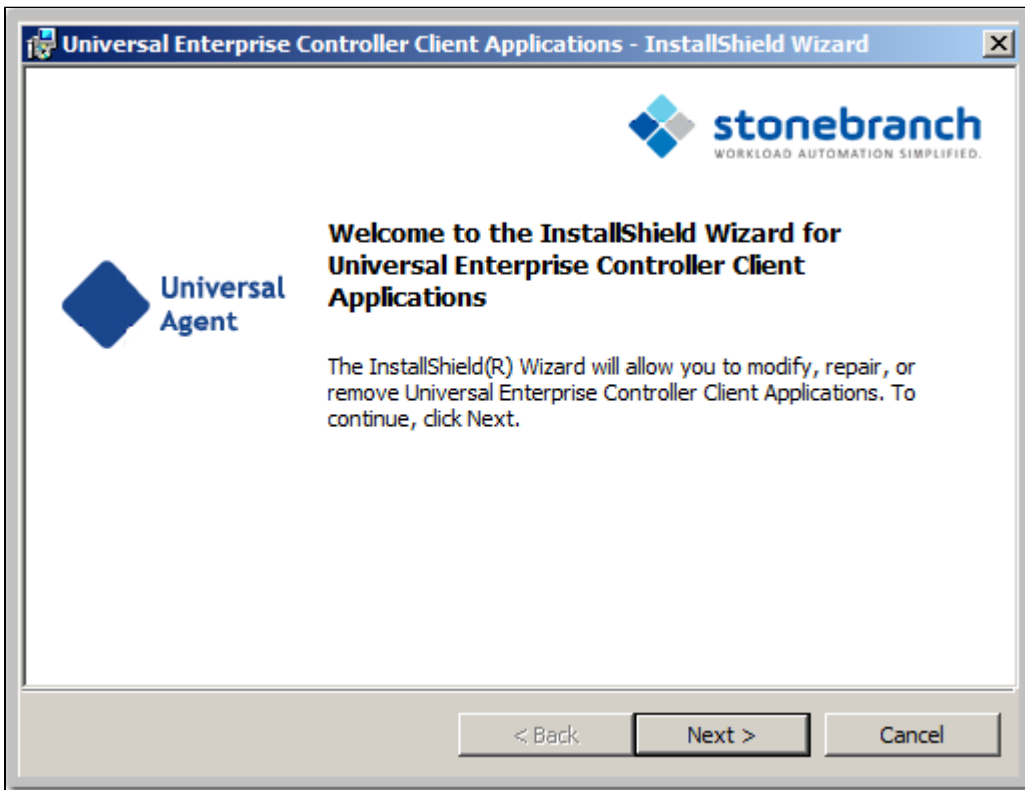 Universal Enterprise Controller Client Applications - InstallShield Wizard
stonebranch
WORKLOAD AUTOMATION SIMPLIFIED.
Universal
Agent
Welcome to the InstallShield Wizard for
Universal Enterprise Controller Client
Applications
The InstallShield(R) Wizard will allow you to modify, repair, or
remove Universal Enterprise Controller Client Applications. To
continue, click Next.
< Back
Next >
Cancel